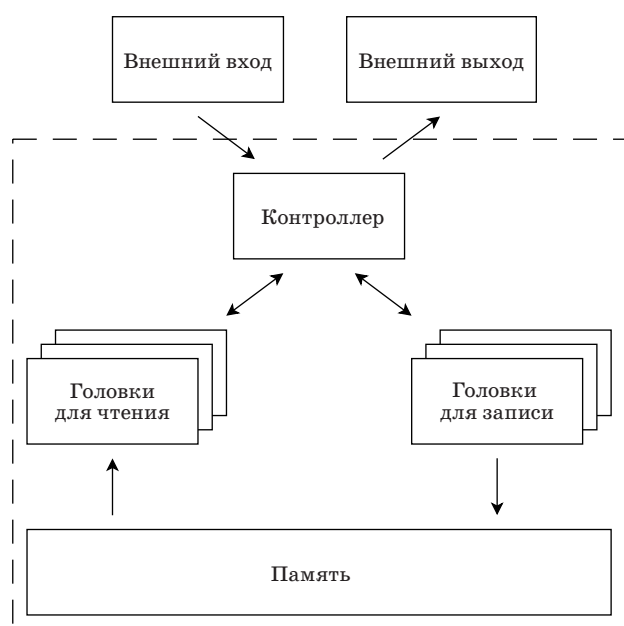 Внешний вход
Внешний выход
Контроллер
Головки
для чтения
Головки
для записи
Память